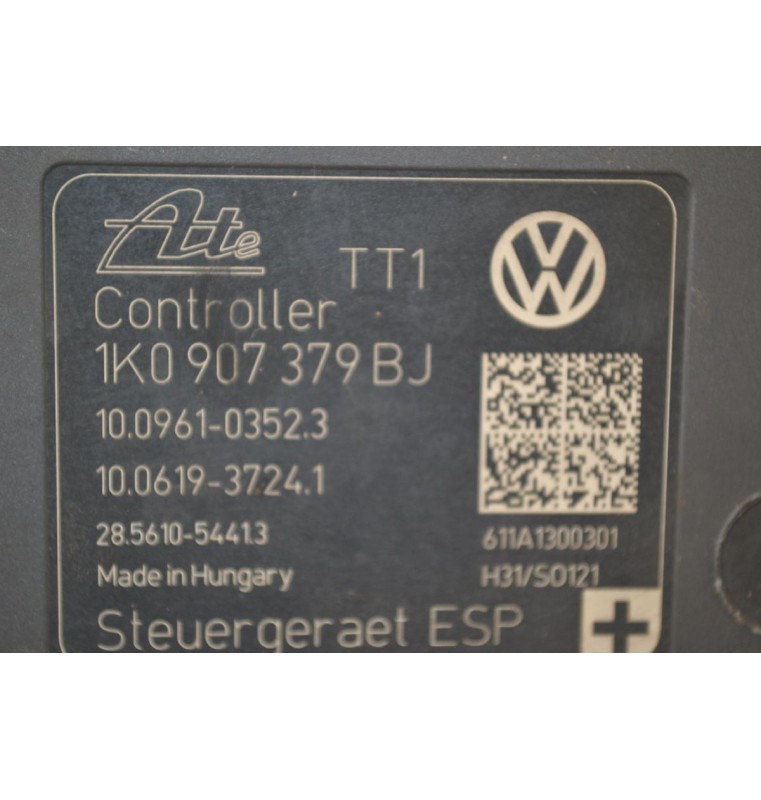 Ate
TT1
Controller
1K0 907 379 BJ
10.0961-0352.3
10.0619-3724.1
28.5610-5441.3
611A1300301
Made in Hungary
H31/SO121
Steuergeraet ESP